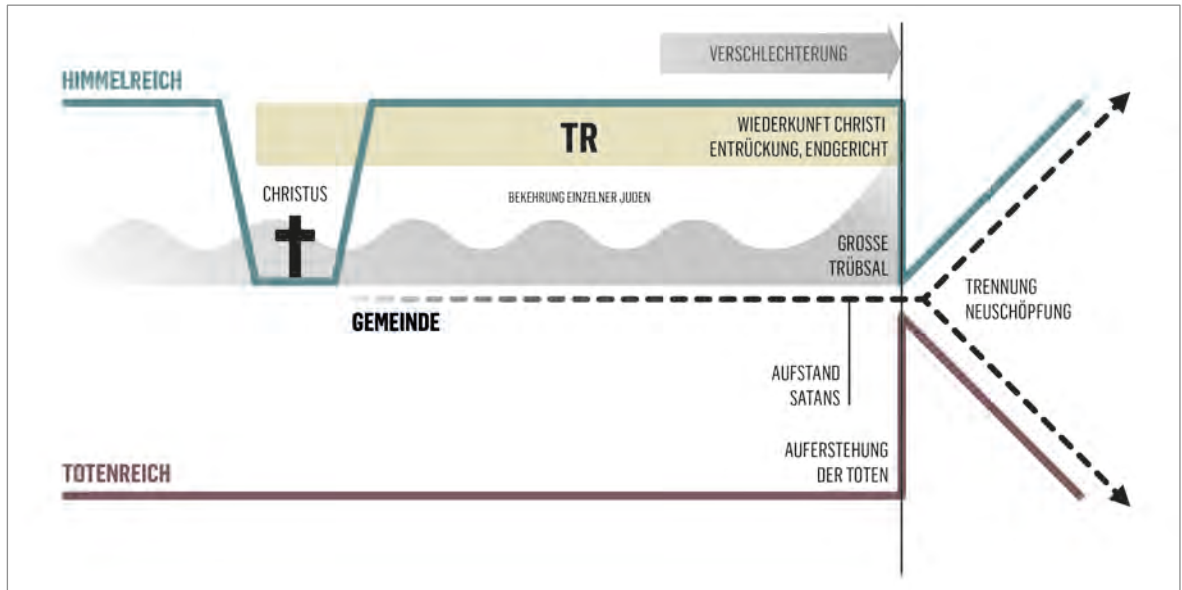 VERSCHLECHTERUNG
HIMMELREICH
TR
WIEDERKUNFT CHRISTI
ENTRÜCKUNG, ENDGERICHT
CHRISTUS
BEKEHRUNG EINZELNER JUDEN
GROSSE
TRÜBSAL
TRENNUNG
NEUSCHÖPFUNG
GEMEINDE
AUFSTAND
SATANS
AUFERSTEHUNG
DER TOTEN
TOTENREICH